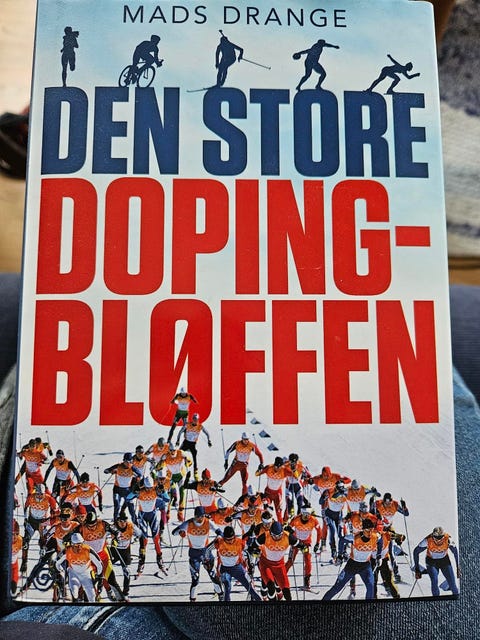 MADS DRANGE
DEN STORE
DOPING-
BLØFFEN